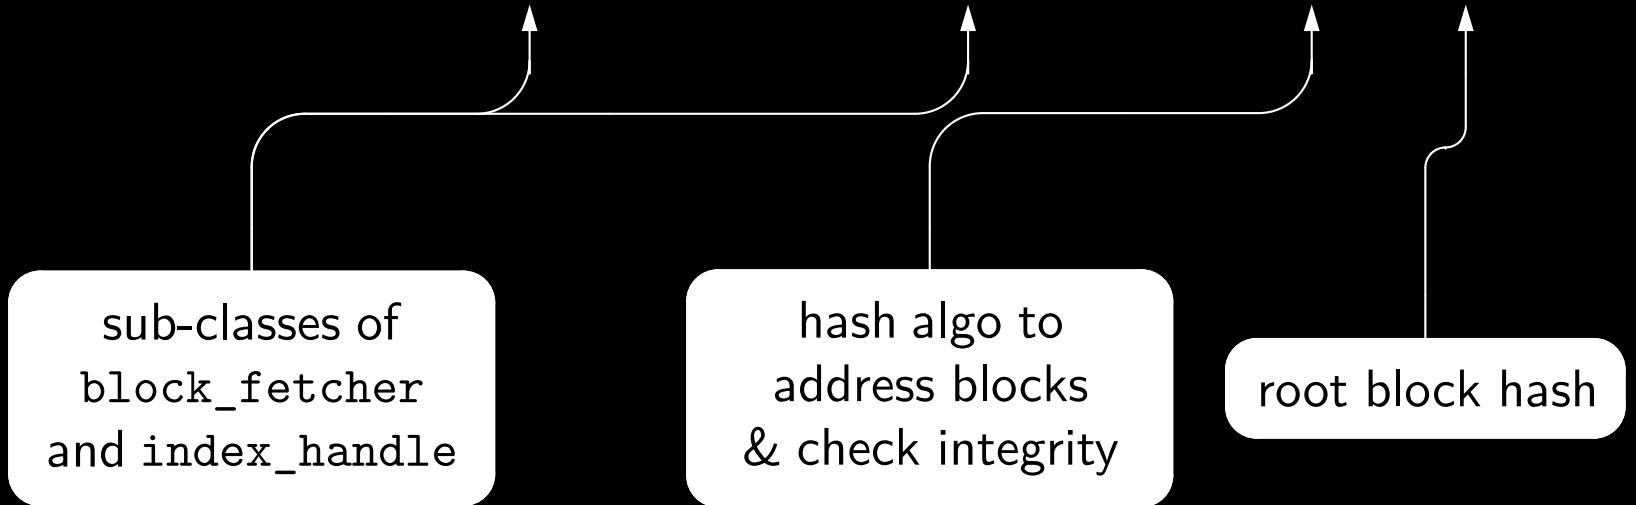 sub-classes of
block_fetcher
and index_handle
hash algo to
address blocks
& check integrity
root block hash